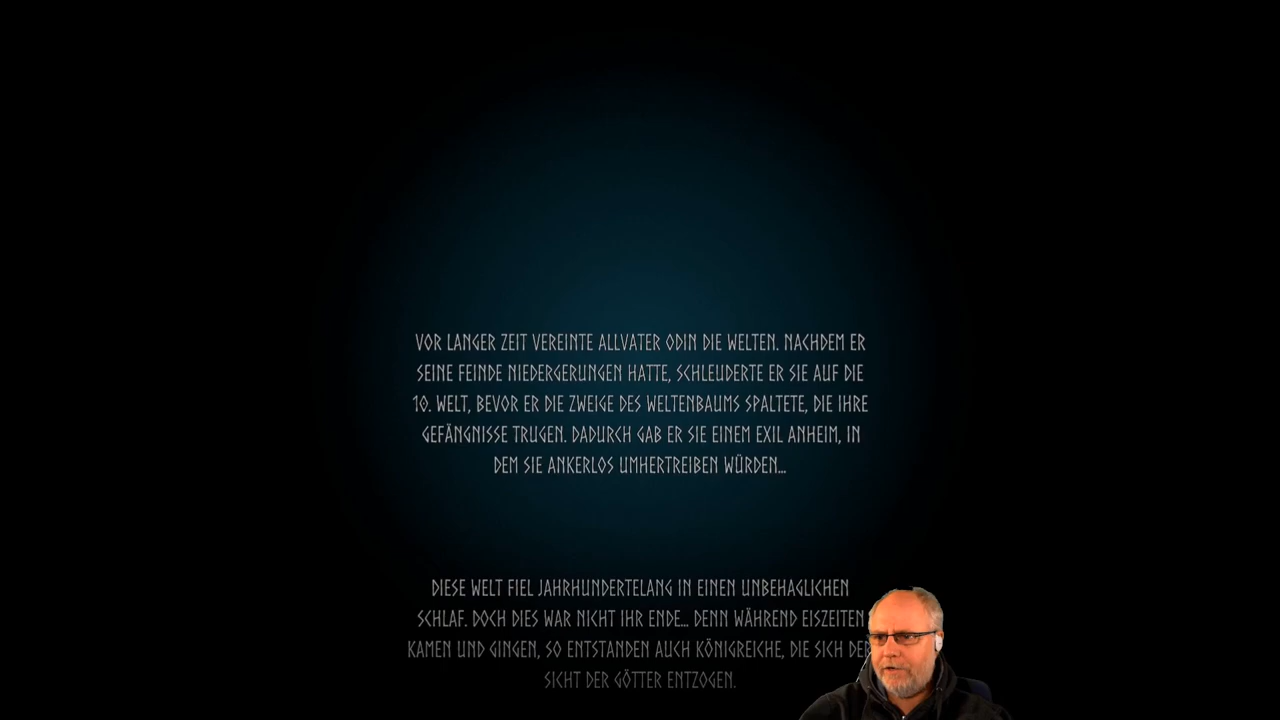 VOR LANGER ZEIT VEREINTE ALLVATER ODIN DIE WELTEN. NACHDEM ER
SEINE FEINDE NIEDERGERUNGEN HATTE, SCHLEUDERTE ER SIE AUF DIE
10. WELT, BEVOR ER DIE ZWEIGE DES WELTENBAUMS SPALTETE, DIE IHRE
GEFÄNGNISSE TRUGEN. DADURCH GAB ER SIE EINEM EXIL ANHEIM, IN
DEM SIE ANKERLOS UMHERTREIBEN WÜRDEN...
DIESE WELT FIEL JAHRHUNDERTELANG IN EINEN UNBEHAGLICHEN
SCHLAF. DOCH DIES WAR NICHT IHR ENDE... DENN WÄHREND EISZEITEN
KAMEN UND GINGEN, SO ENTSTANDEN AUCH KÖNIGREICHE, DIE SICH DER
SICHT DER GÖTTER ENTZOGEN.